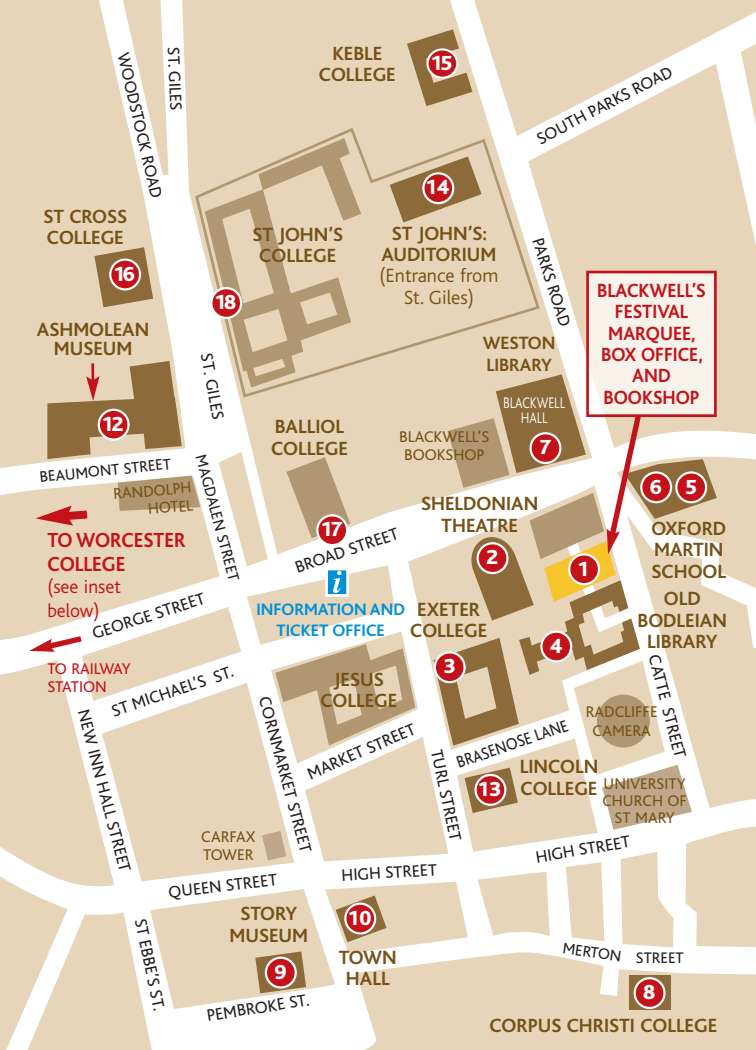 WOODSTOCK ROAD
ST. GILES
KEBLE
COLLEGE
15
SOUTH PARKS ROAD
14
ST CROSS
COLLEGE
16
ST JOHN'S
COLLEGE
ST JOHN'S:
AUDITORIUM
(Entrance from
St. Giles)
PARKS ROAD
18
BLACKWELL'S
FESTIVAL
MARQUEE,
BOX OFFICE,
AND
BOOKSHOP
ASHMOLEAN
MUSEUM
12
ST. GILES
WESTON
LIBRARY
BLACKWELL
HALL
7
BLACKWELL'S
BOOKSHOP
BALLIOL
COLLEGE
17
BEAUMONT STREET
RANDOLPH
HOTEL
MAGDALEN STREET
6
5
OXFORD
MARTIN
SCHOOL
SHELDONIAN
THEATRE
2
1
TO WORCESTER
COLLEGE
(see inset
below)
BROAD STREET
i
INFORMATION AND
TICKET OFFICE
GEORGE STREET
EXETER
COLLEGE
3
4
OLD
BODLEIAN
LIBRARY
TO RAILWAY
STATION
ST MICHAEL'S ST.
JESUS
COLLEGE
CATTE STREET
RADCLIFFE
CAMERA
NEW INN HALL STREET
CORNMARKET STREET
MARKET STREET
TURL STREET
BRASENOSE LANE
LINCOLN
COLLEGE
13
UNIVERSITY
CHURCH OF
ST MARY
CARFAX
TOWER
QUEEN STREET
HIGH STREET
HIGH STREET
STORY
MUSEUM
9
10
TOWN
HALL
ST EBBE'S ST.
PEMBROKE ST.
MERTON STREET
8
CORPUS CHRISTI COLLEGE